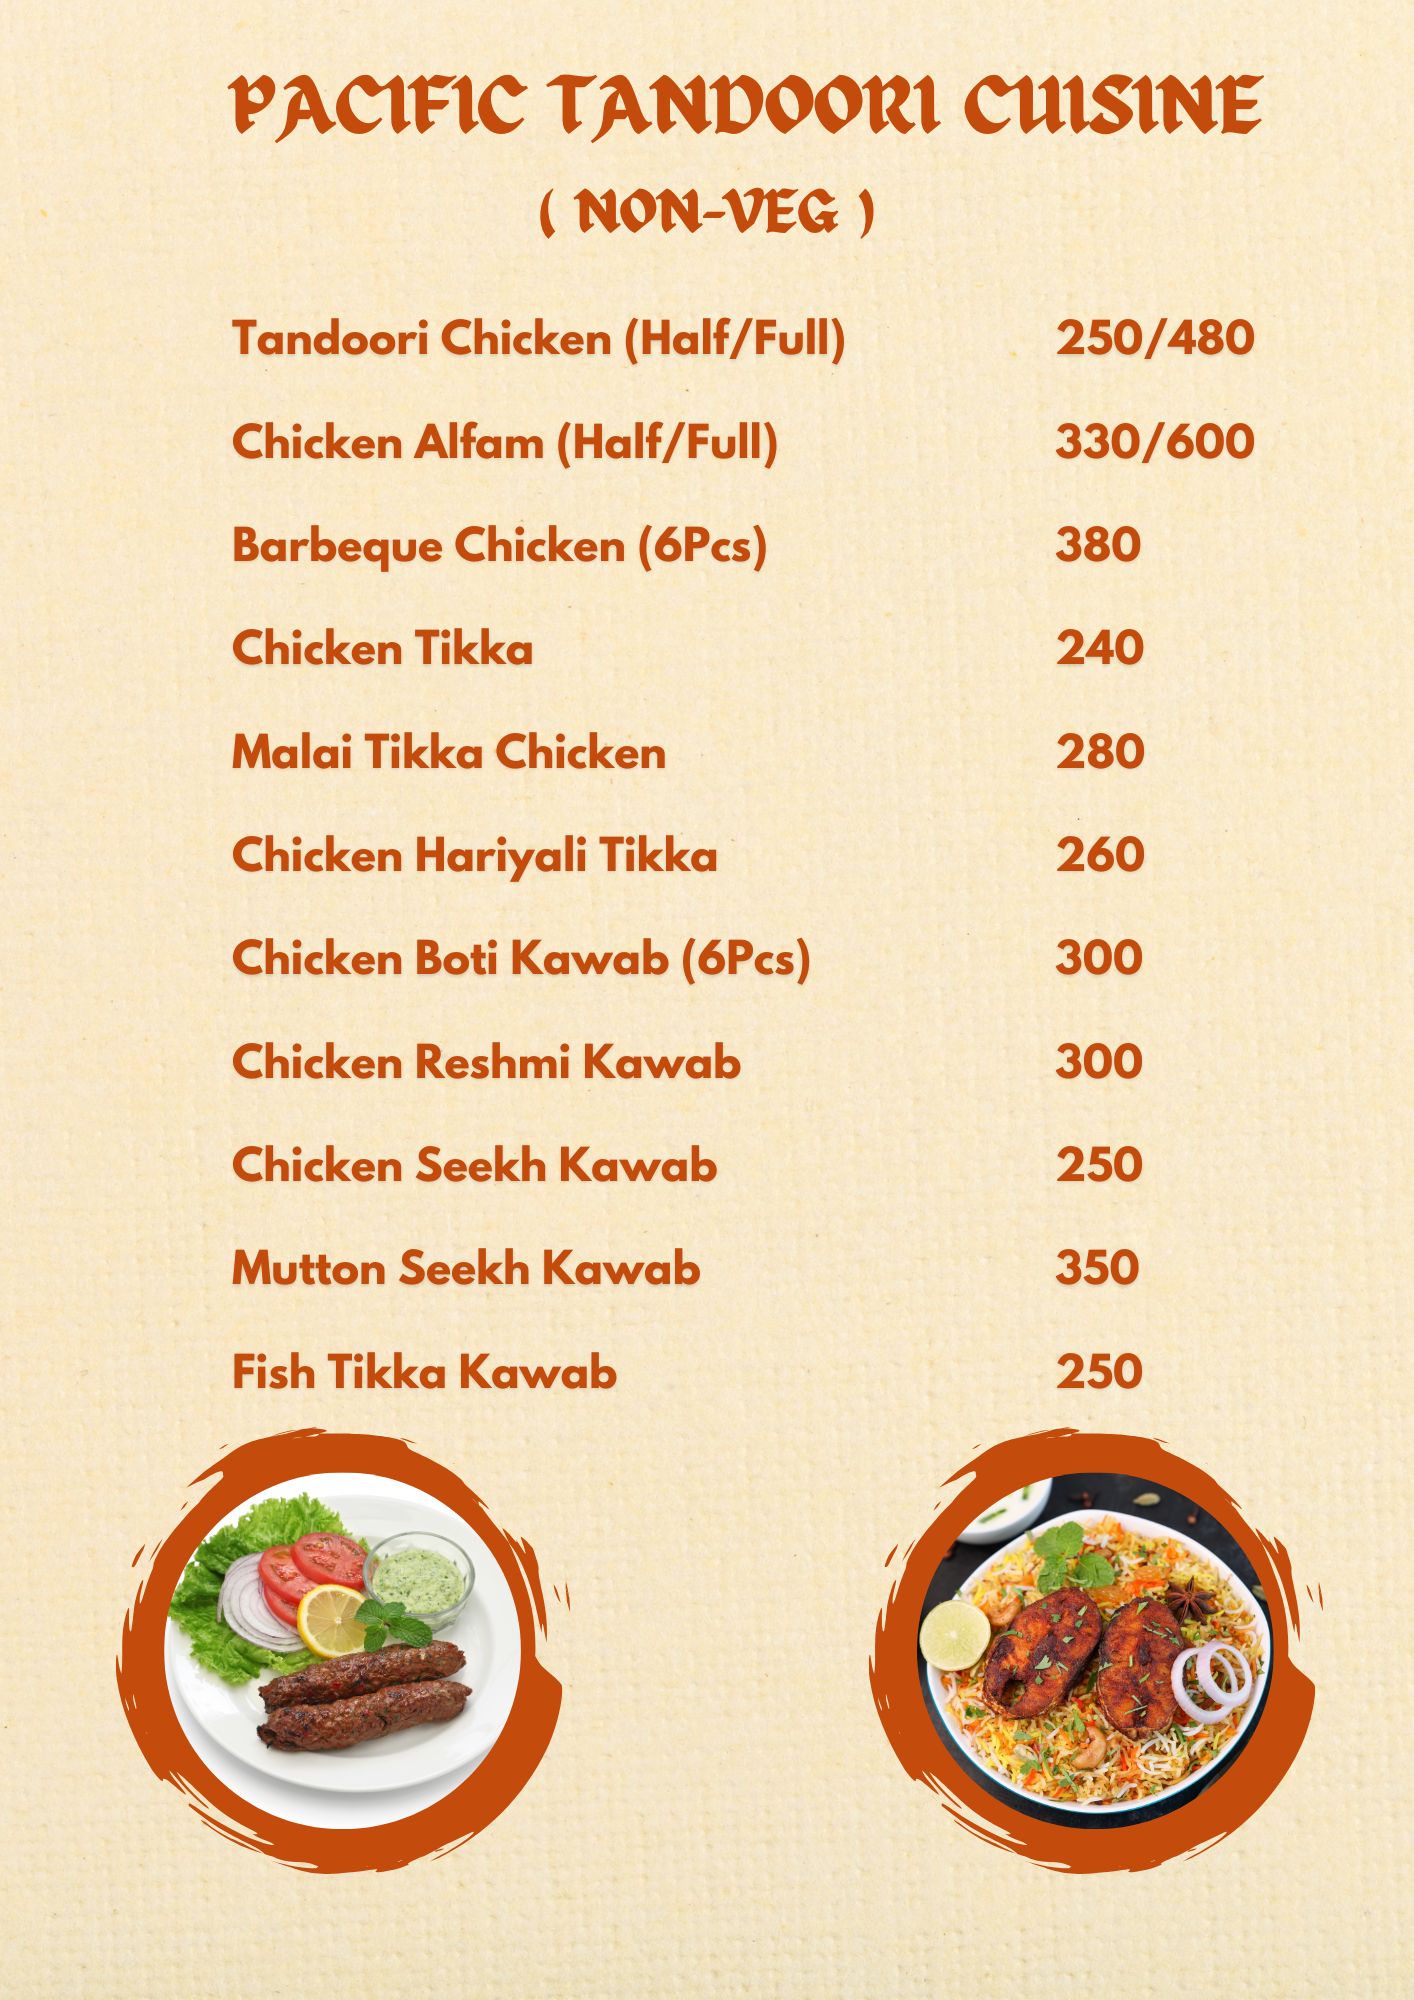 PACIFIC TANDOORI CUISINE
( NON-VEG )
Tandoori Chicken (Half/Full) 250/480
Chicken Alfam (Half/Full) 330/600
Barbeque Chicken (6Pcs) 380
Chicken Tikka 240
Malai Tikka Chicken 280
Chicken Hariyali Tikka 260
Chicken Boti Kawab (6Pcs) 300
Chicken Reshmi Kawab 300
Chicken Seekh Kawab 250
Mutton Seekh Kawab 350
Fish Tikka Kawab 250